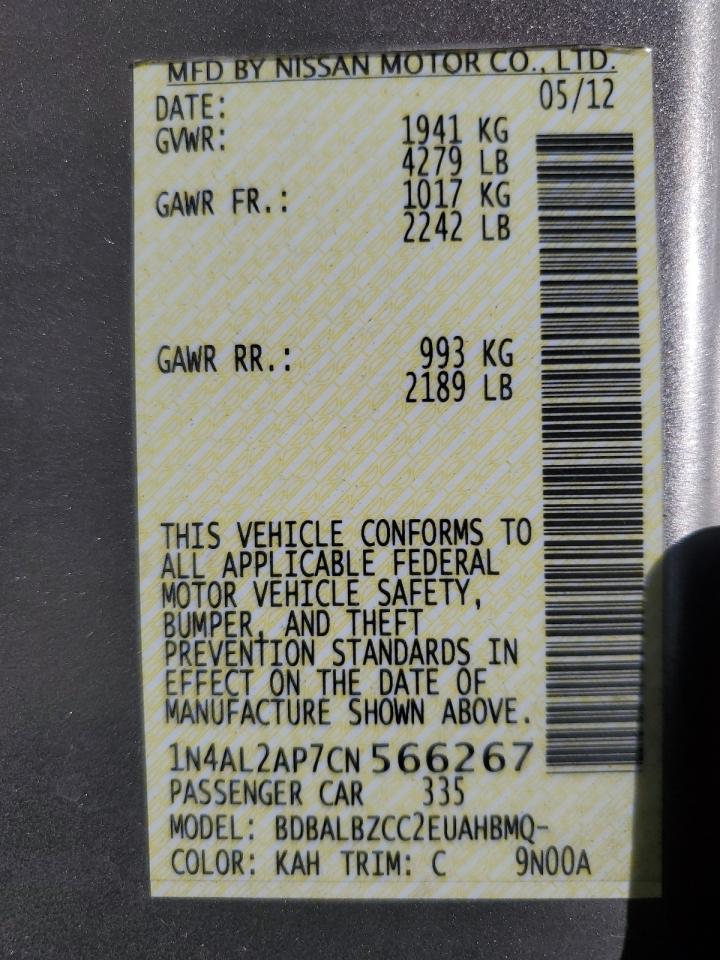 MFD BY NISSAN MOTOR CO., LTD.
DATE: 05/12
GVWR: 1941 KG
4279 LB
GAWR FR.: 1017 KG
2242 LB
GAWR RR.: 993 KG
2189 LB
THIS VEHICLE CONFORMS TO
ALL APPLICABLE FEDERAL
MOTOR VEHICLE SAFETY,
BUMPER, AND THEFT
PREVENTION STANDARDS IN
EFFECT ON THE DATE OF
MANUFACTURE SHOWN ABOVE.
1N4AL2AP7CN566267
PASSENGER CAR 335
MODEL: BDBALBZCC2EUAHBMQ-
COLOR: KAH TRIM: C 9N00A